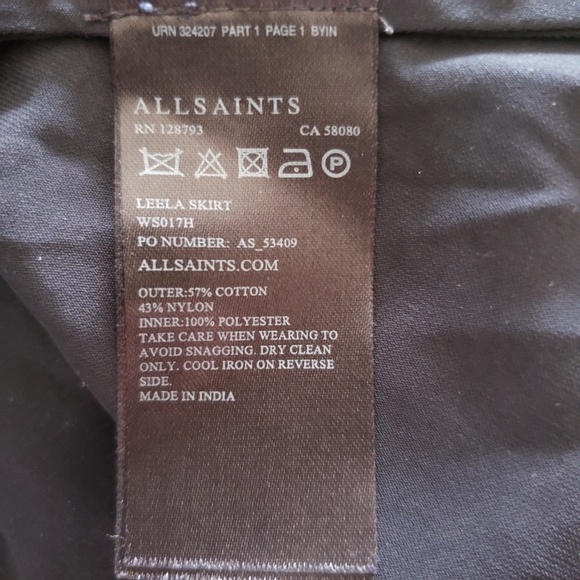 URN 324207 PART 1 PAGE 1 BYIN
ALLSAINTS
RN 128793 CA 58080
P
LEELA SKIRT
WS017H
PO NUMBER: AS_53409
ALLSAINTS.COM
OUTER:57% COTTON
43% NYLON
INNER:100% POLYESTER
TAKE CARE WHEN WEARING TO
AVOID SNAGGING. DRY CLEAN
ONLY. COOL IRON ON REVERSE
SIDE.
MADE IN INDIA